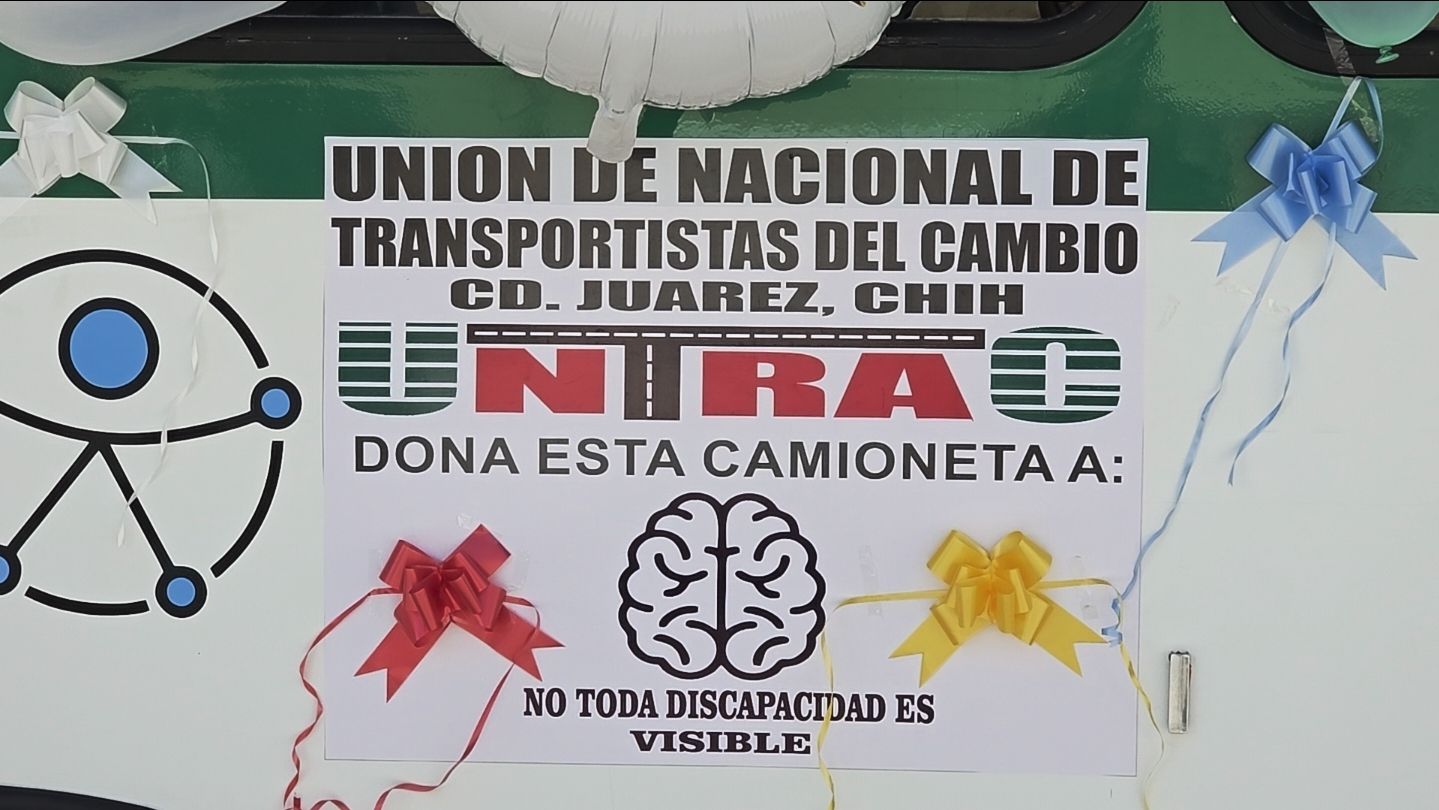 UNION DE NACIONAL DE
TRANSPORTISTAS DEL CAMBIO
CD. JUAREZ, CHIH
UNTRAC
DONA ESTA CAMIONETA A:
NO TODA DISCAPACIDAD ES
VISIBLE